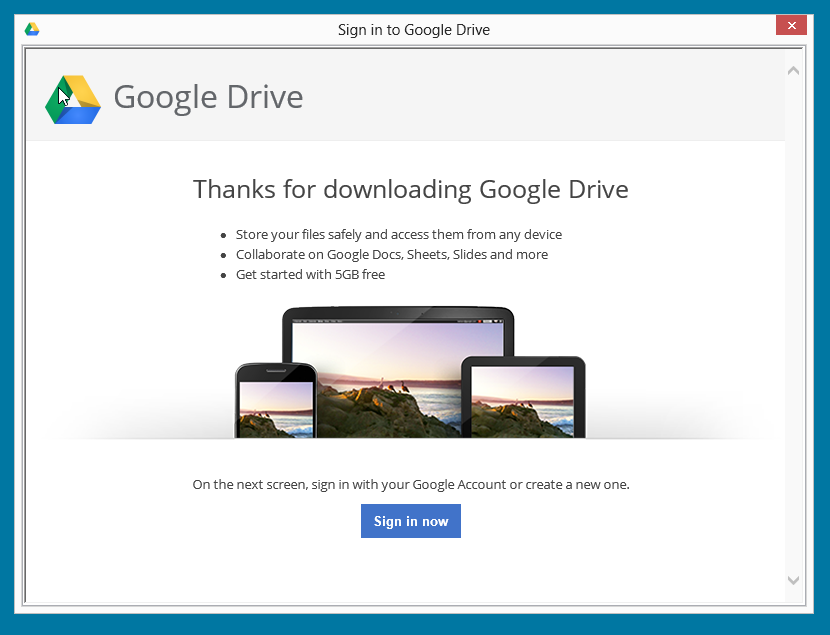 Sign in to Google Drive
Google Drive
Thanks for downloading Google Drive
Store your files safely and access them from any device
Collaborate on Google Docs, Sheets, Slides and more
Get started with 5GB free
On the next screen, sign in with your Google Account or create a new one.
Sign in now